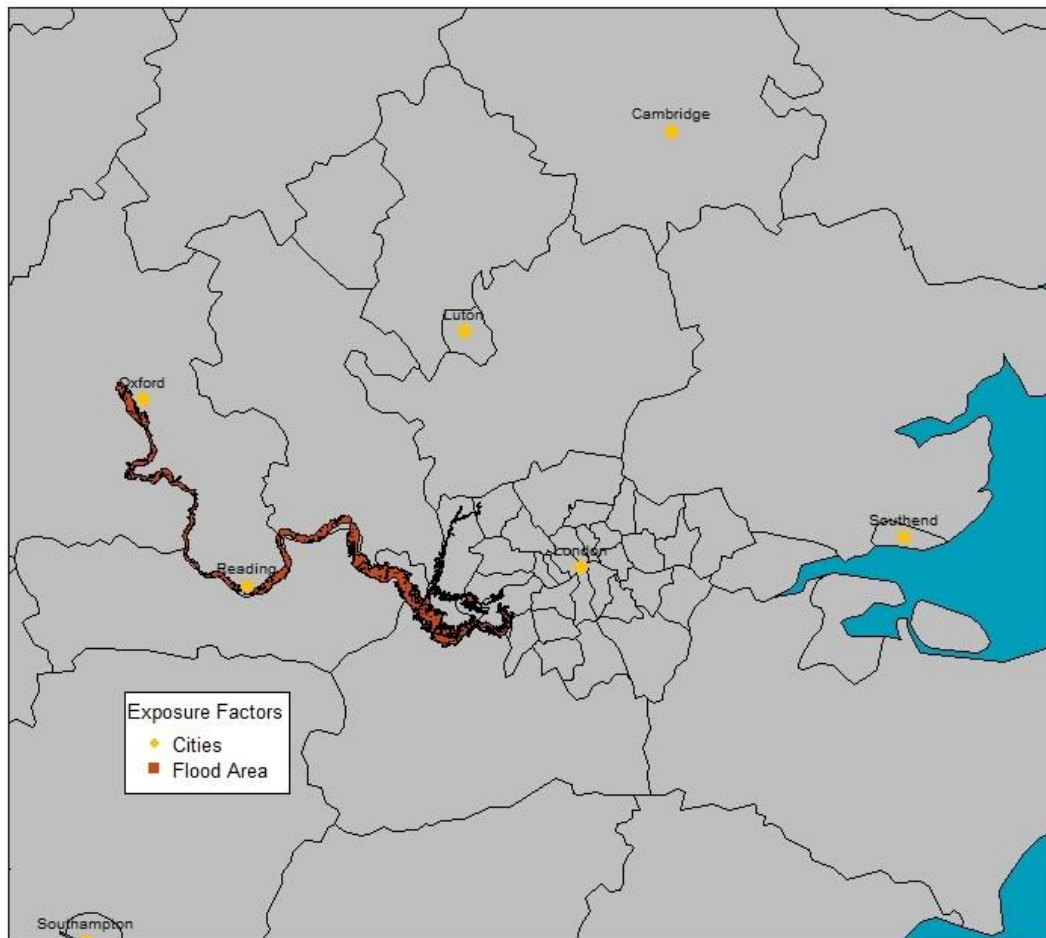 Cambridge
Luton
Oxford
Southend
London
Reading
Exposure Factors
Cities
Flood Area
Southampton